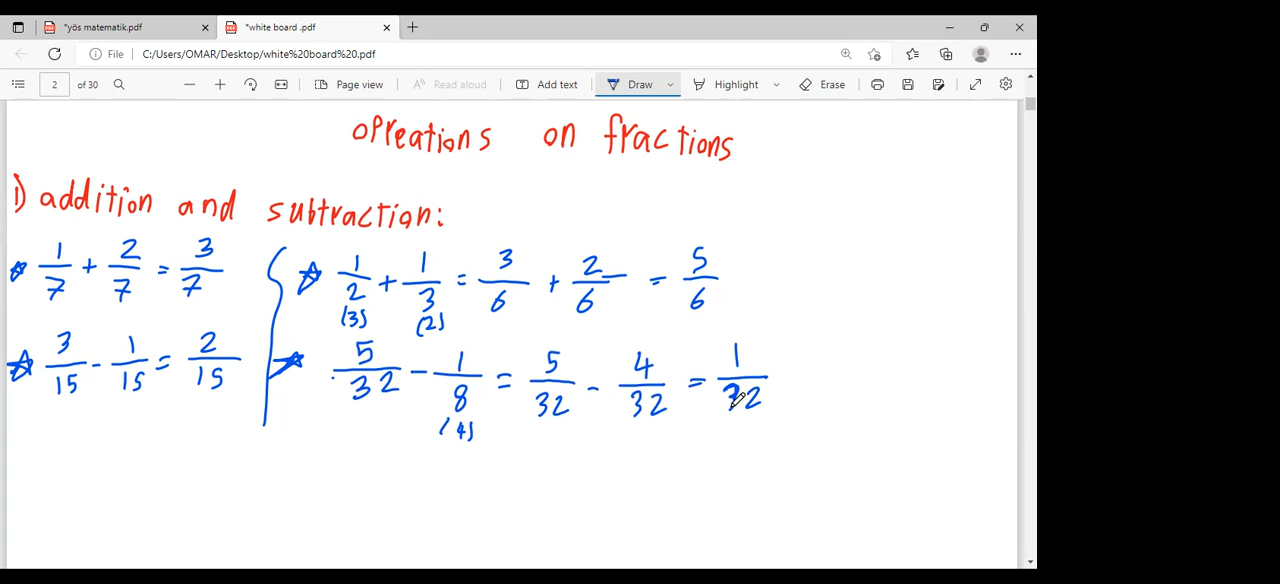 *yös matematik.pdf
*white board .pdf
File C:/Users/OMAR/Desktop/white%20board%20.pdf
2 of 30 Page view Read aloud Add text Draw Highlight Erase
opreations on fractions
1) addition and subtraction:
1/7 + 2/7 = 3/7
3/15 - 1/15 = 2/15
1/2 + 1/3 = 3/6 + 2/6 = 5/6
(3) (2)
5/32 - 1/8 = 5/32 - 4/32 = 1/32
(4)